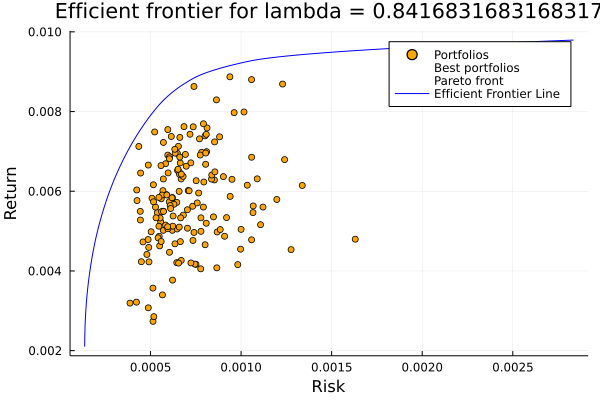 Efficient frontier for lambda = 0.8416831683168317
0.010
Portfolios
Best portfolios
Pareto front
Efficient Frontier Line
0.008
Return
0.006
0.004
0.002
0.0005 0.0010 0.0015 0.0020 0.0025
Risk